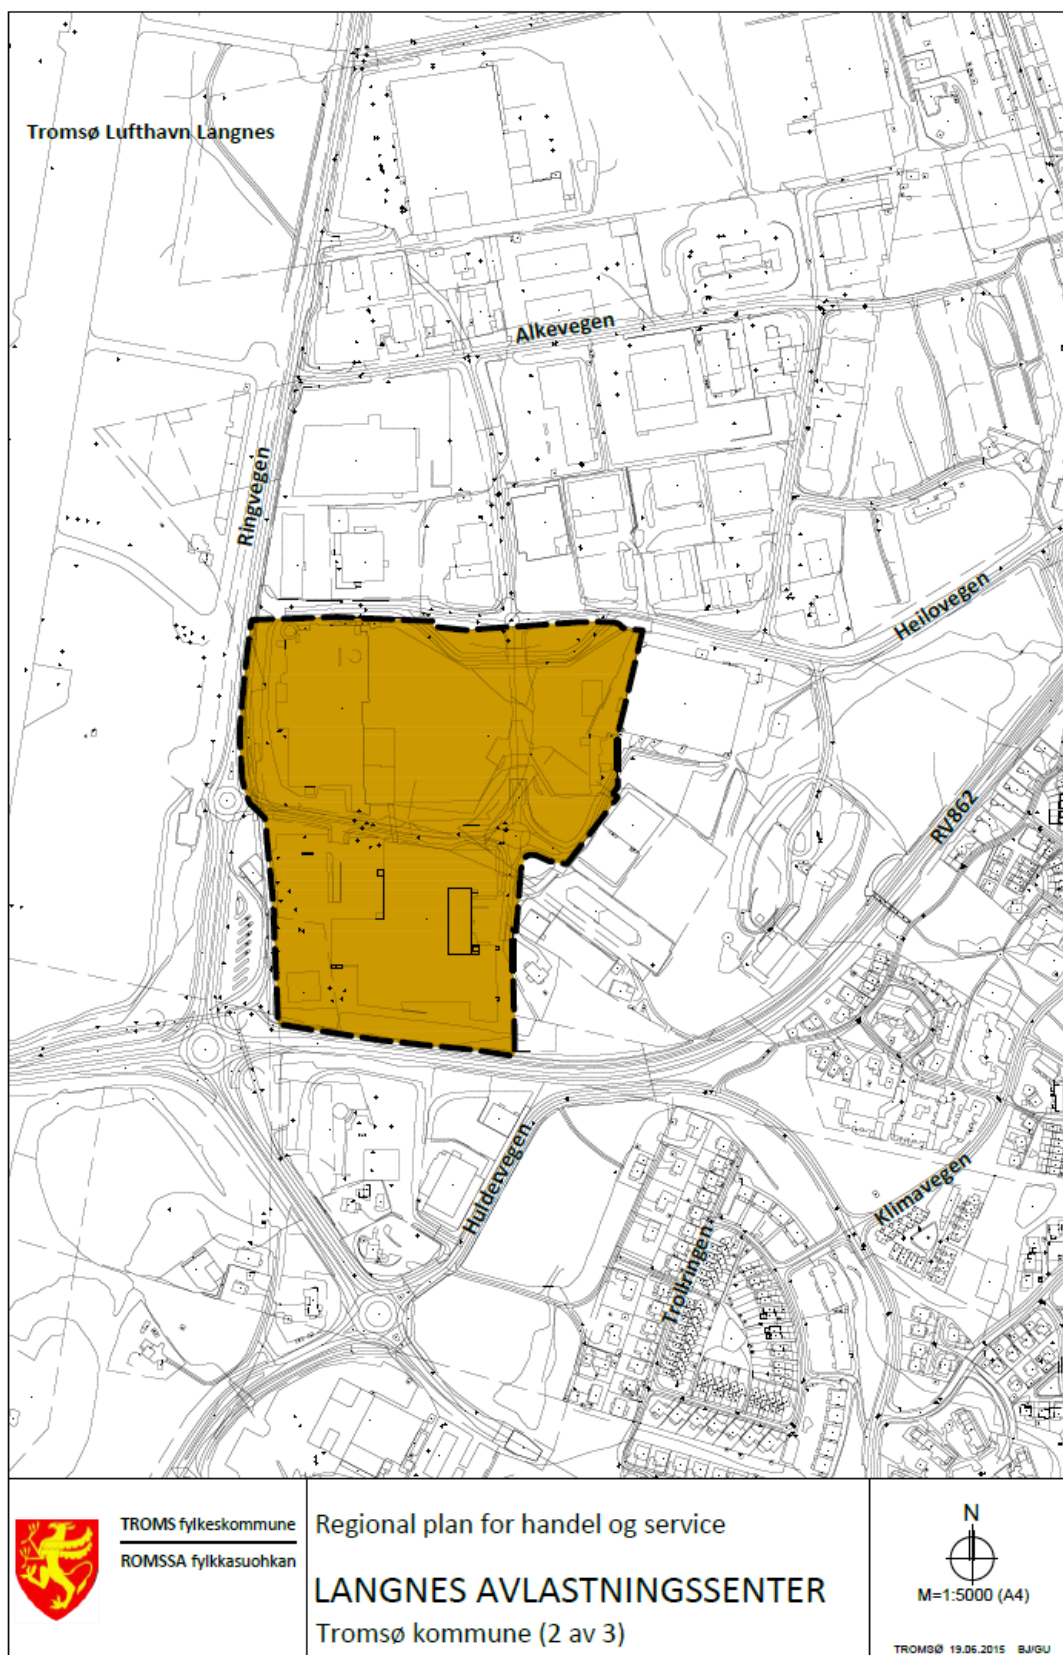 Tromsø Lufthavn Langnes
Alkevegen
Ringvegen
Heilovegen
RV862
Huldervegen
Klimavegen
Trollringen
TROMS fylkeskommune
ROMSSA fylkkasuohkan
Regional plan for handel og service
LANGNES AVLASTNINGSSENTER
Tromsø kommune (2 av 3)
N
M=1:5000 (A4)
TROMSØ 19.06.2015 BJ/GU